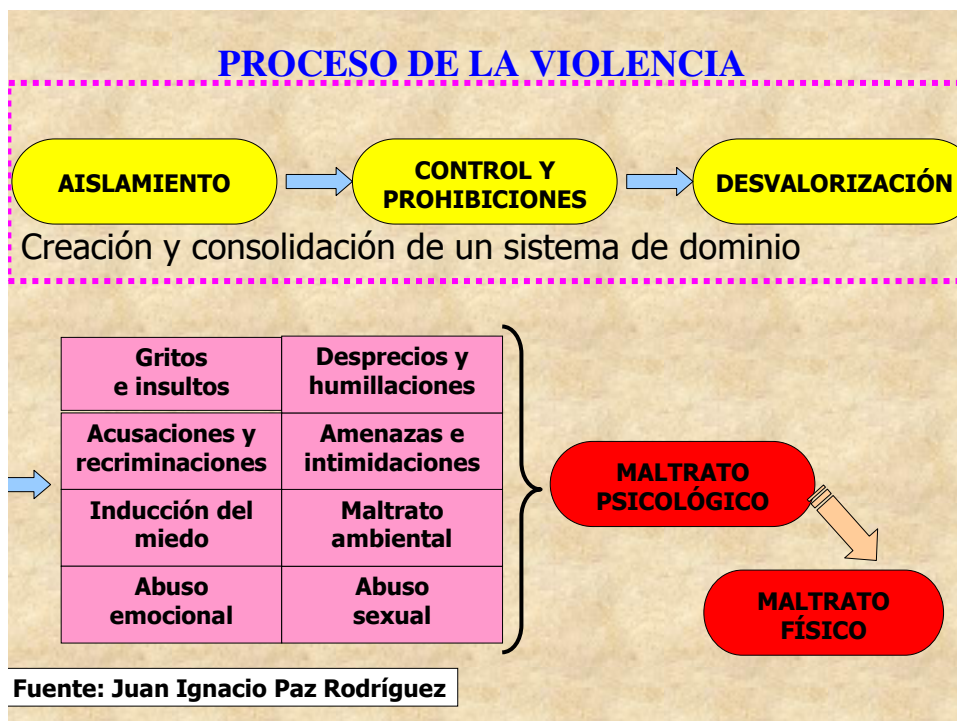 PROCESO DE LA VIOLENCIA
AISLAMIENTO
CONTROL Y
PROHIBICIONES
DESVALORIZACIÓN
Creación y consolidación de un sistema de dominio
Gritos
e insultos
Desprecios y
humillaciones
Acusaciones y
recriminaciones
Amenazas e
intimidaciones
Inducción del
miedo
Maltrato
ambiental
Abuso
emocional
Abuso
sexual
MALTRATO
PSICOLÓGICO
MALTRATO
FÍSICO
Fuente: Juan Ignacio Paz Rodríguez